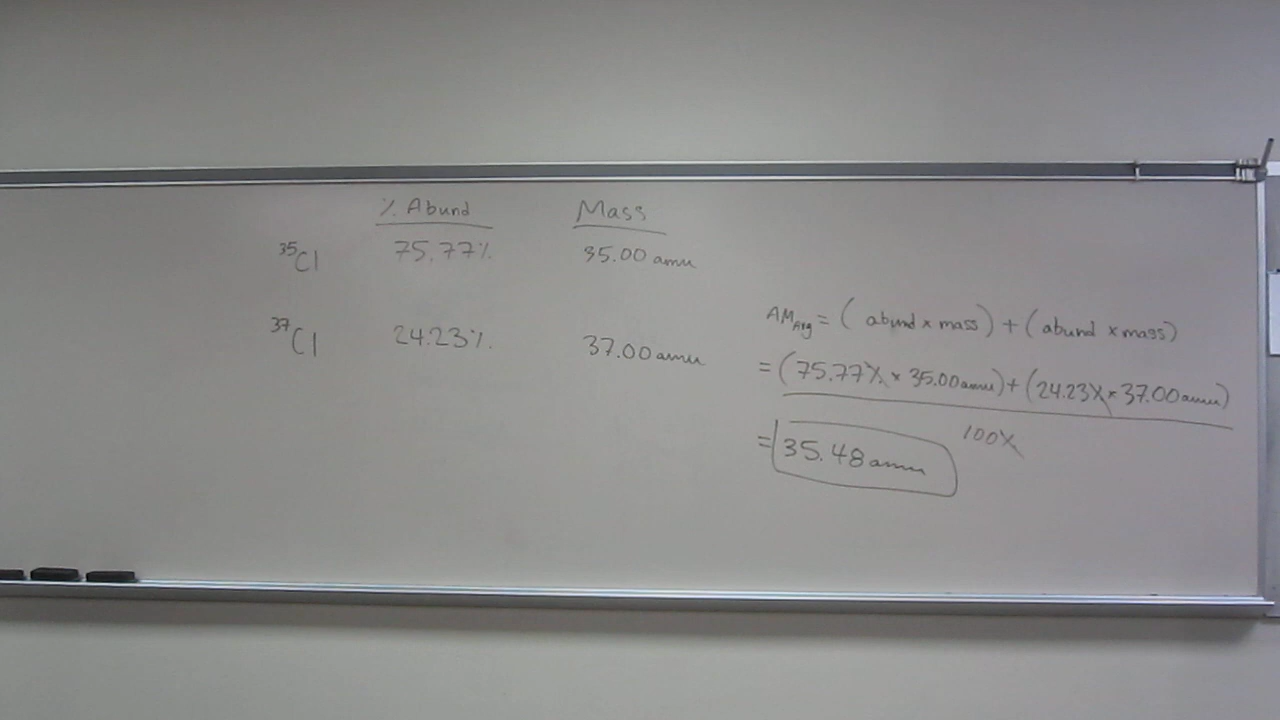 % Abund Mass
³⁵Cl 75.77% 35.00 amu
³⁷Cl 24.23% 37.00 amu
AM_Avg = (abund × mass) + (abund × mass)
= (75.77% × 35.00 amu) + (24.23% × 37.00 amu)
100%
= 35.48 amu